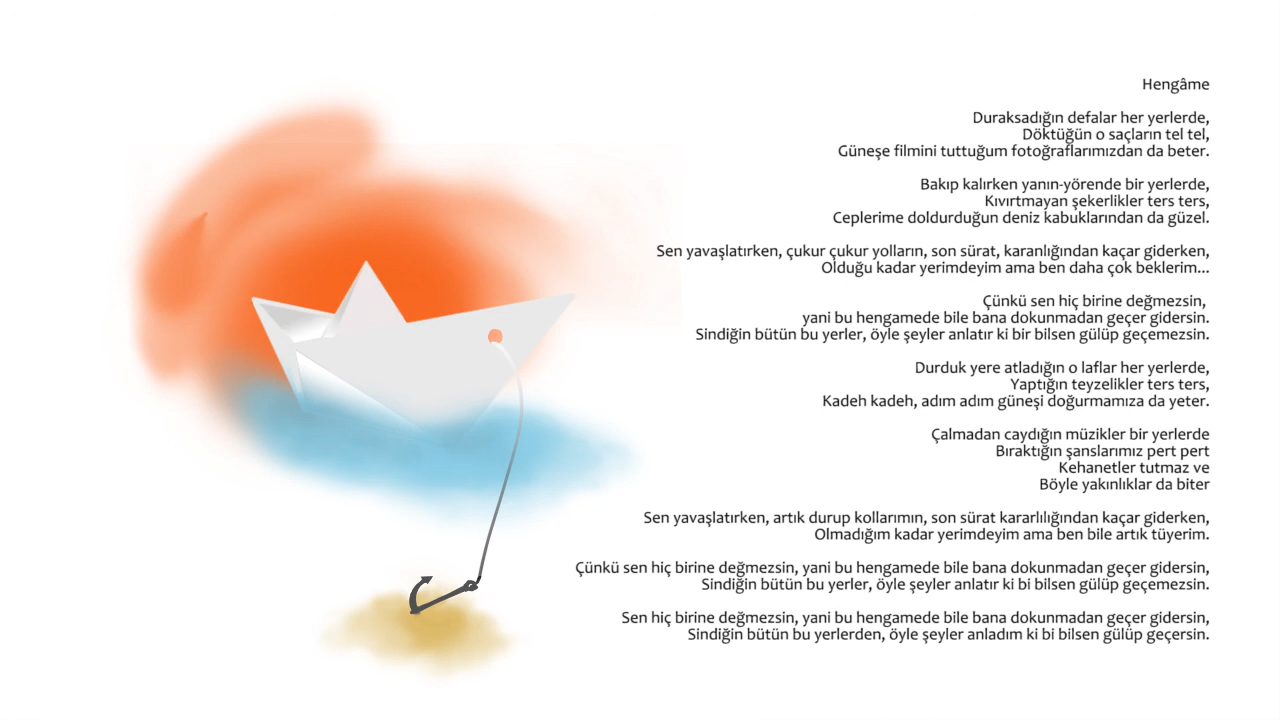 Hengâme
Duraksadığın defalar her yerlerde,
Döktüğün o saçların tel tel,
Güneşe filmini tuttuğum fotoğraflarımızdan da beter.
Bakıp kalırken yanın-yörende bir yerlerde,
Kıvırtmayan şekerlikler ters ters,
Ceplerime doldurduğun deniz kabuklarından da güzel.
Sen yavaşlatırken, çukur çukur yolların, son sürat, karanlığından kaçar giderken,
Olduğu kadar yerimdeyim ama ben daha çok beklerim...
Çünkü sen hiç birine değmezsin,
yani bu hengamede bile bana dokunmadan geçer gidersin.
Sindiğin bütün bu yerler, öyle şeyler anlatır ki bir bilsen gülüp geçemezsin.
Durduk yere atladığın o laflar her yerlerde,
Yaptığın teyzelikler ters ters,
Kadeh kadeh, adım adım güneşi doğurmamıza da yeter.
Çalmadan caydığın müzikler bir yerlerde
Bıraktığın şanslarımız pert pert
Kehanetler tutmaz ve
Böyle yakınlıklar da biter
Sen yavaşlatırken, artık durup kollarımın, son sürat kararlılığından kaçar giderken,
Olmadığım kadar yerimdeyim ama ben bile artık tüyerim.
Çünkü sen hiç birine değmezsin, yani bu hengamede bile bana dokunmadan geçer gidersin,
Sindiğin bütün bu yerler, öyle şeyler anlatır ki bi bilsen gülüp geçemezsin.
Sen hiç birine değmezsin, yani bu hengamede bile bana dokunmadan geçer gidersin,
Sindiğin bütün bu yerlerden, öyle şeyler anladım ki bi bilsen gülüp geçersin.